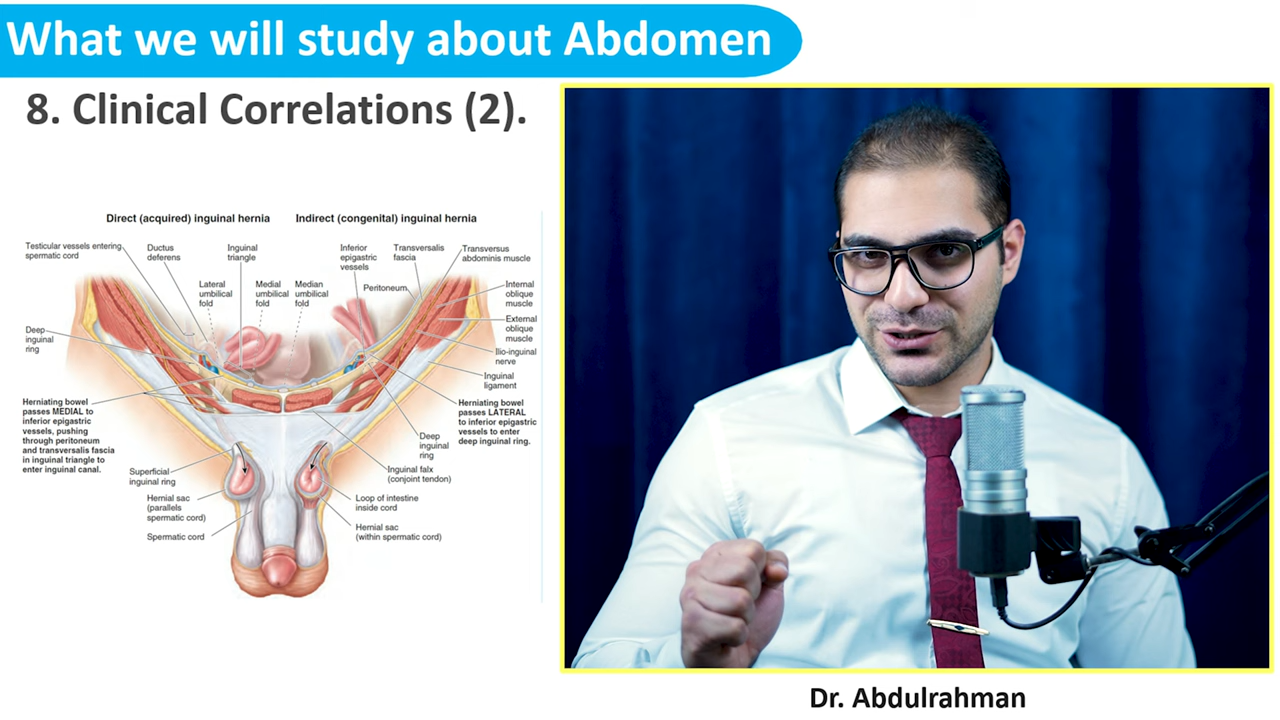 What we will study about Abdomen
8. Clinical Correlations (2).
Direct (acquired) inguinal hernia
Indirect (congenital) inguinal hernia
Testicular vessels entering
spermatic cord
Ductus
deferens
Inguinal
triangle
Inferior
epigastric
vessels
Transversalis
fascia
Transversus
abdominis muscle
Lateral
umbilical
fold
Medial
umbilical
fold
Median
umbilical
fold
Peritoneum
Internal
oblique
muscle
External
oblique
muscle
Deep
inguinal
ring
Ilio-inguinal
nerve
Inguinal
ligament
Herniating bowel
passes MEDIAL to
inferior epigastric
vessels, pushing
through peritoneum
and transversalis fascia
in inguinal triangle to
enter inguinal canal.
Herniating bowel
passes LATERAL
to inferior epigastric
vessels to enter
deep inguinal ring.
Deep
inguinal
ring
Superficial
inguinal ring
Inguinal falx
(conjoint tendon)
Hernial sac
(parallels
spermatic cord)
Loop of intestine
inside cord
Spermatic cord
Hernial sac
(within spermatic cord)
Dr. Abdulrahman